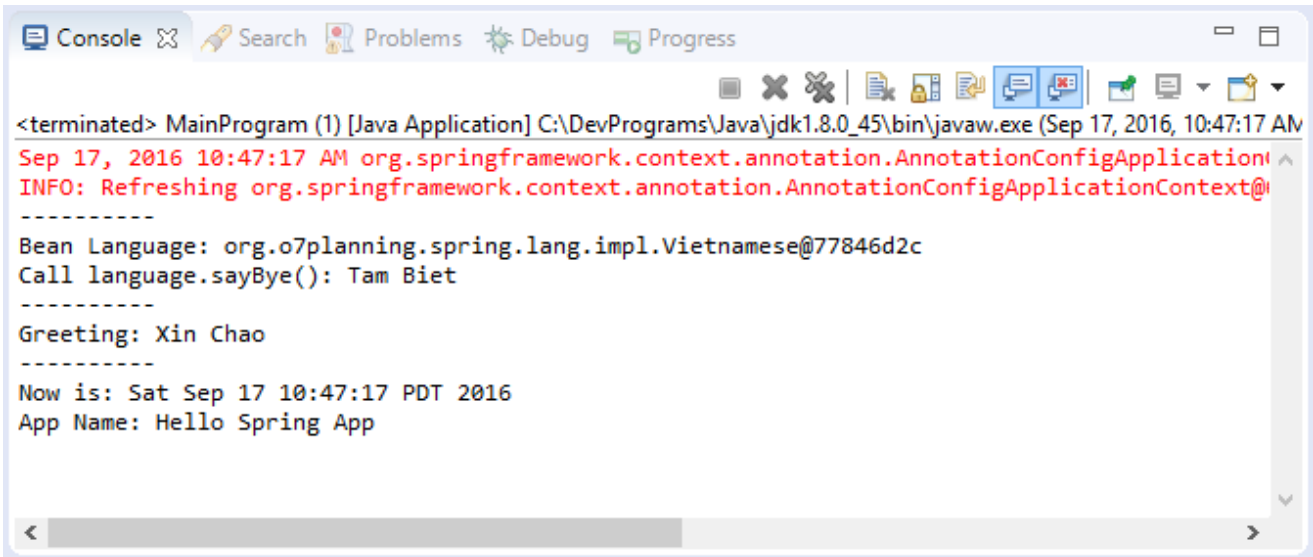 Console Search Problems Debug Progress
<terminated> MainProgram (1) [Java Application] C:\DevPrograms\Java\jdk1.8.0_45\bin\javaw.exe (Sep 17, 2016, 10:47:17 AM
Sep 17, 2016 10:47:17 AM org.springframework.context.annotation.AnnotationConfigApplication
INFO: Refreshing org.springframework.context.annotation.AnnotationConfigApplicationContext@
----------
Bean Language: org.o7planning.spring.lang.impl.Vietnamese@77846d2c
Call language.sayBye(): Tam Biet
----------
Greeting: Xin Chao
----------
Now is: Sat Sep 17 10:47:17 PDT 2016
App Name: Hello Spring App